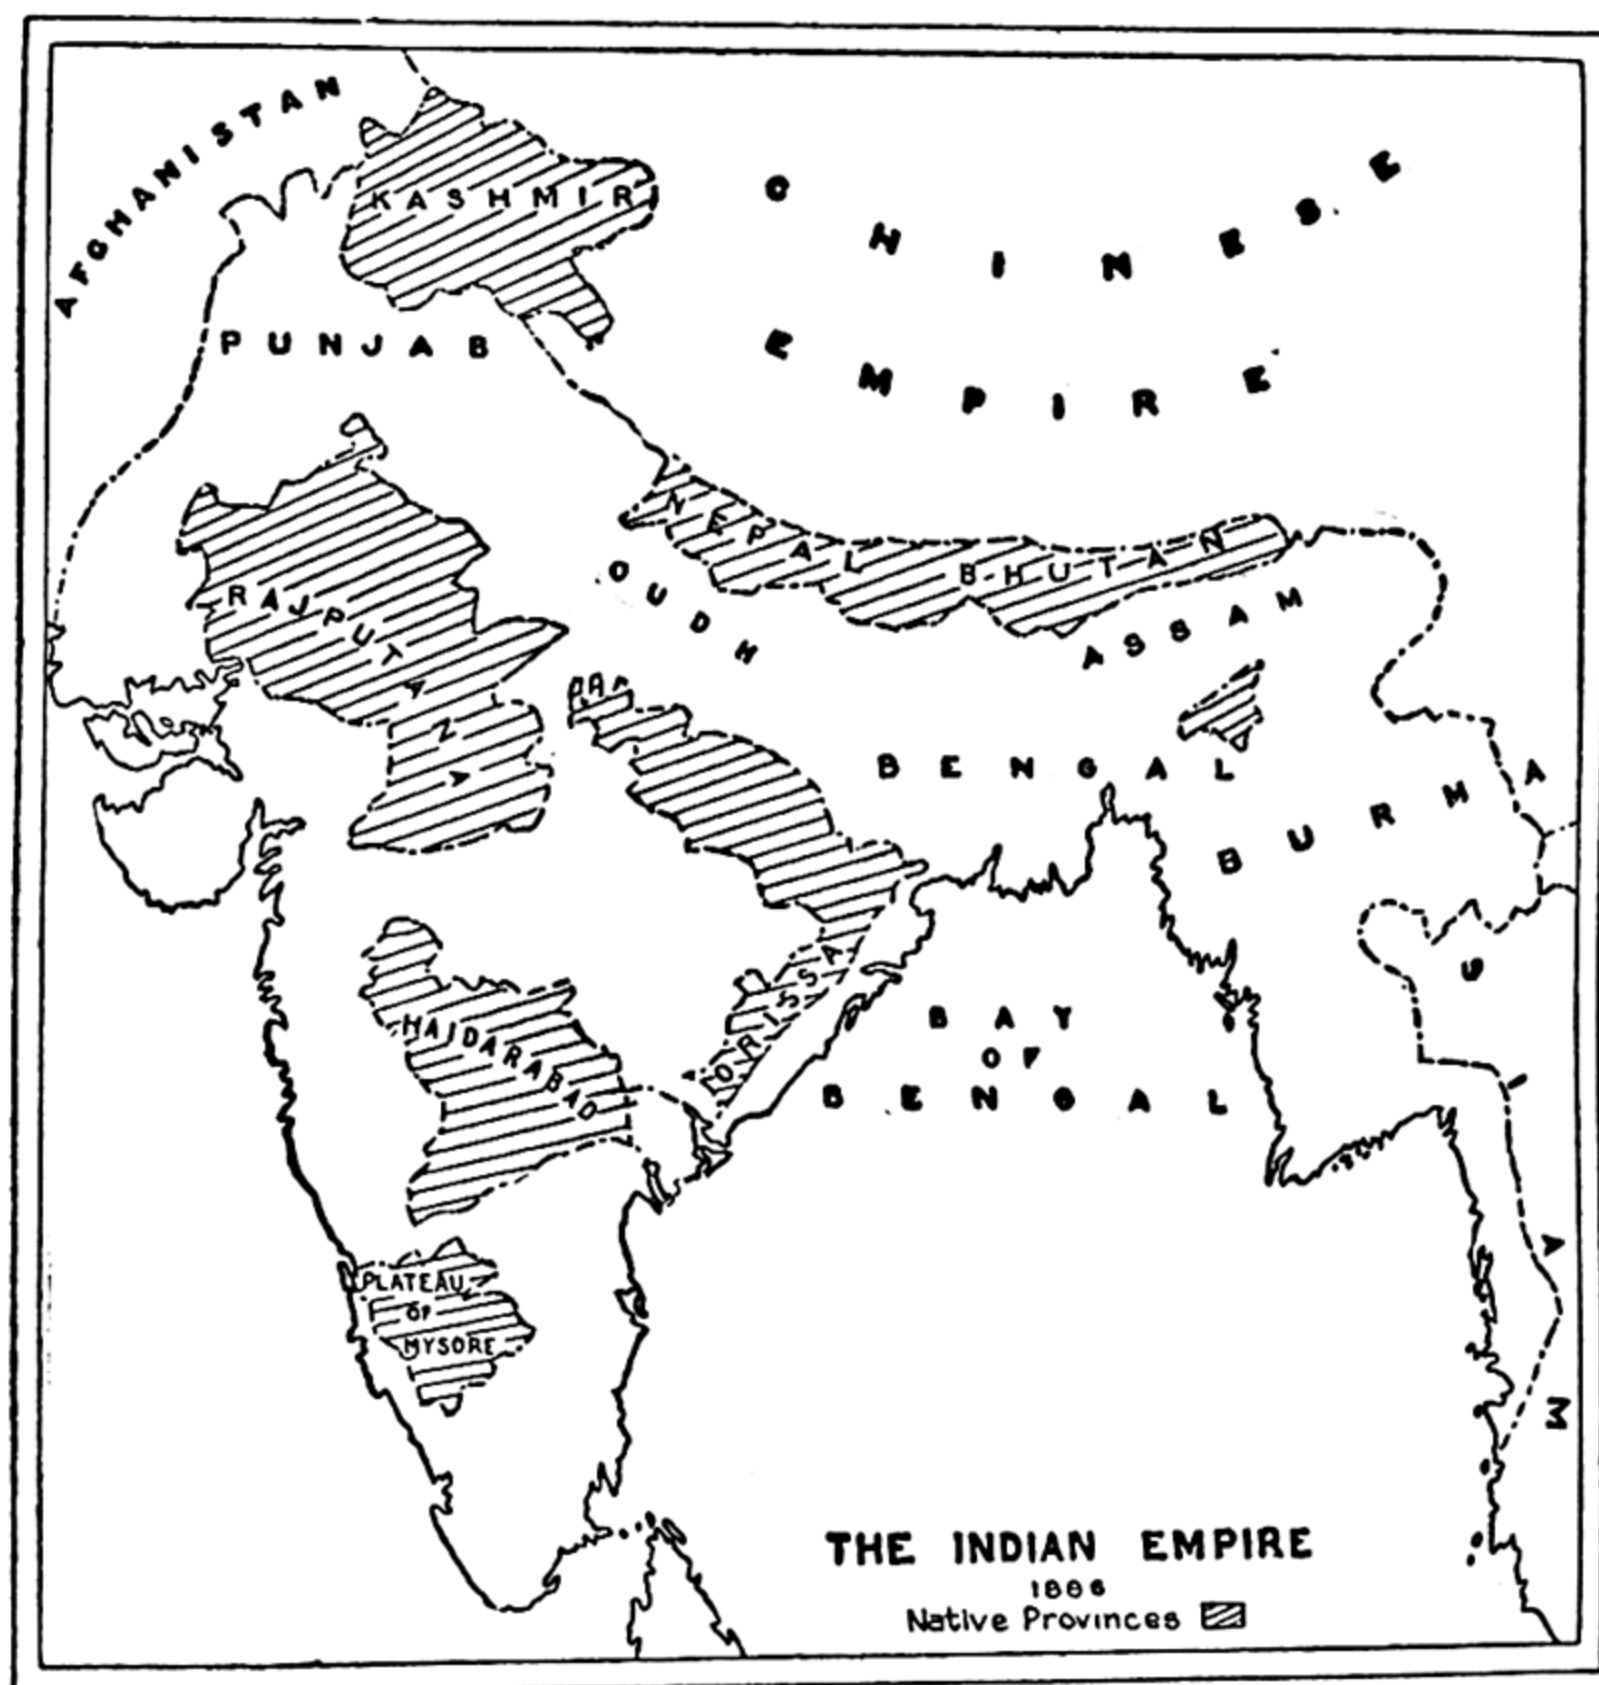 AFGHANISTAN
KASHMIR
CHINESE
EMPIRE
PUNJAB
NEPAL
BHUTAN
RAJPUTANA
OUDH
ASSAM
BENGAL
BURMA
HAIDARABAD
ORISSA
BAY
OF
BENGAL
SIAM
PLATEAU
OF
MYSORE
THE INDIAN EMPIRE
1886
Native Provinces